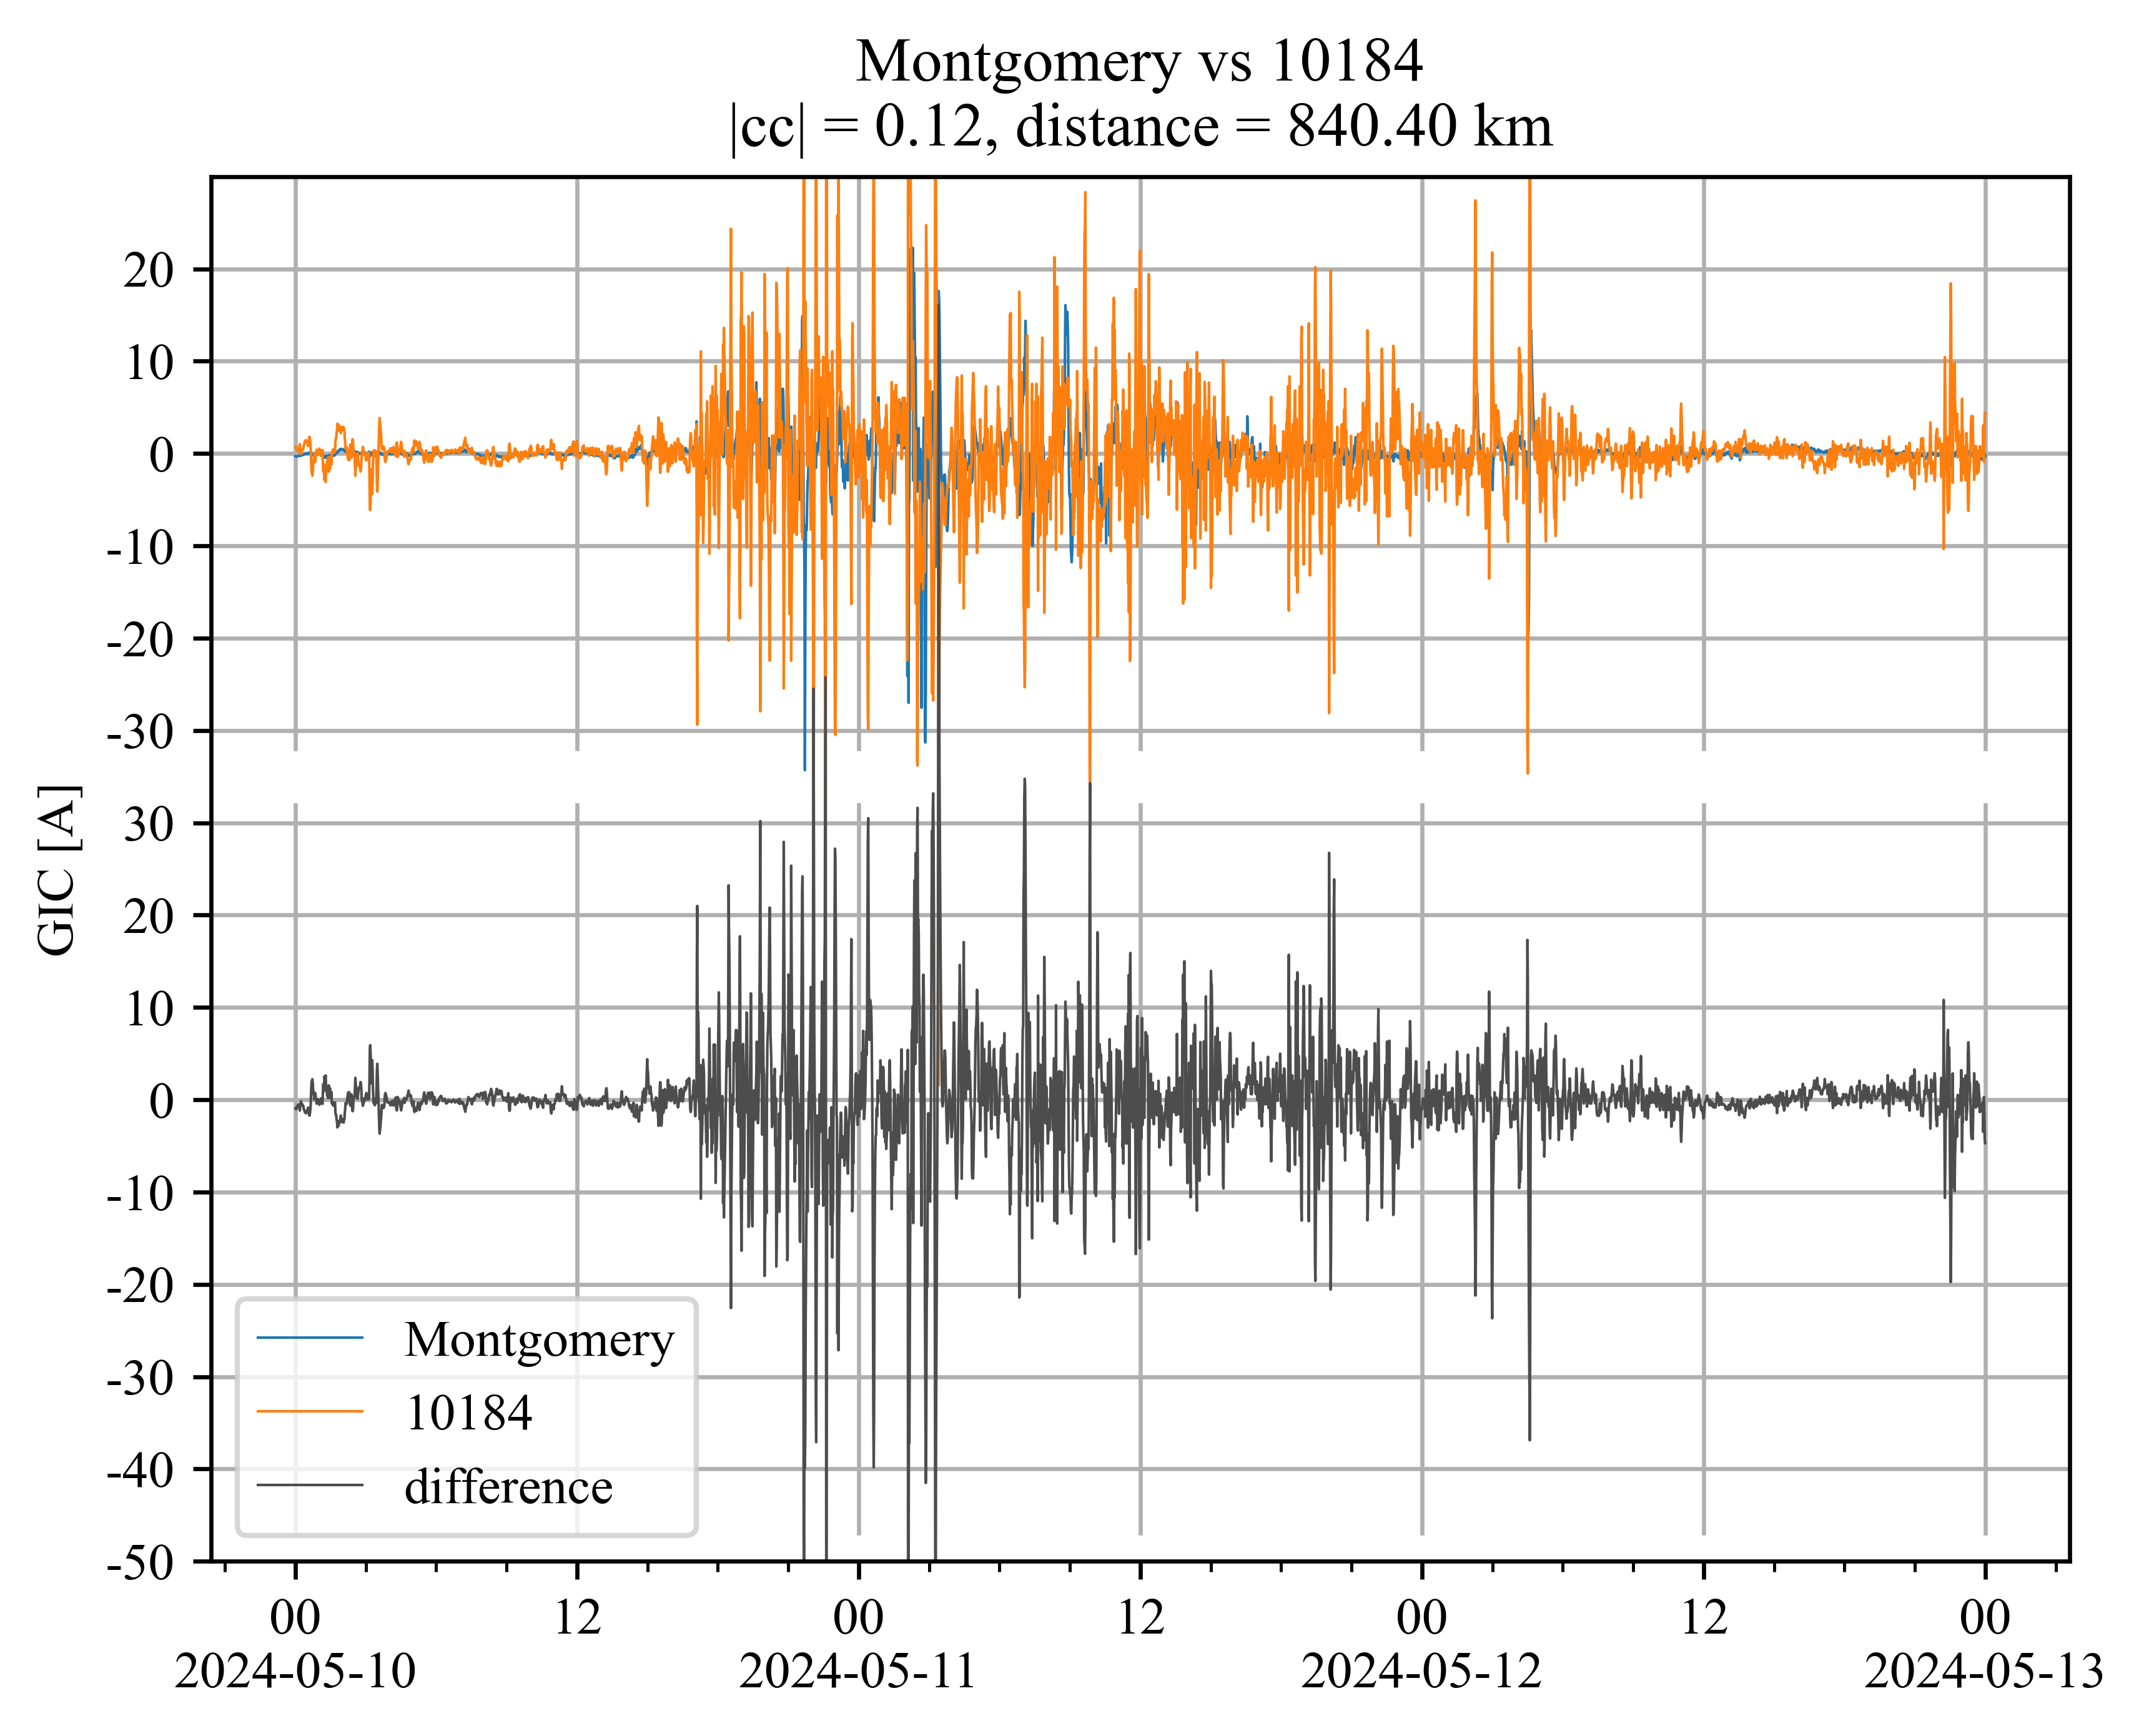 Montgomery vs 10184
|cc| = 0.12, distance = 840.40 km
GIC [A]
20
10
0
-10
-20
-30
30
20
10
0
-10
-20
-30
-40
-50
Montgomery
10184
difference
00 12 00 12 00 12 00
2024-05-10 2024-05-11 2024-05-12 2024-05-13